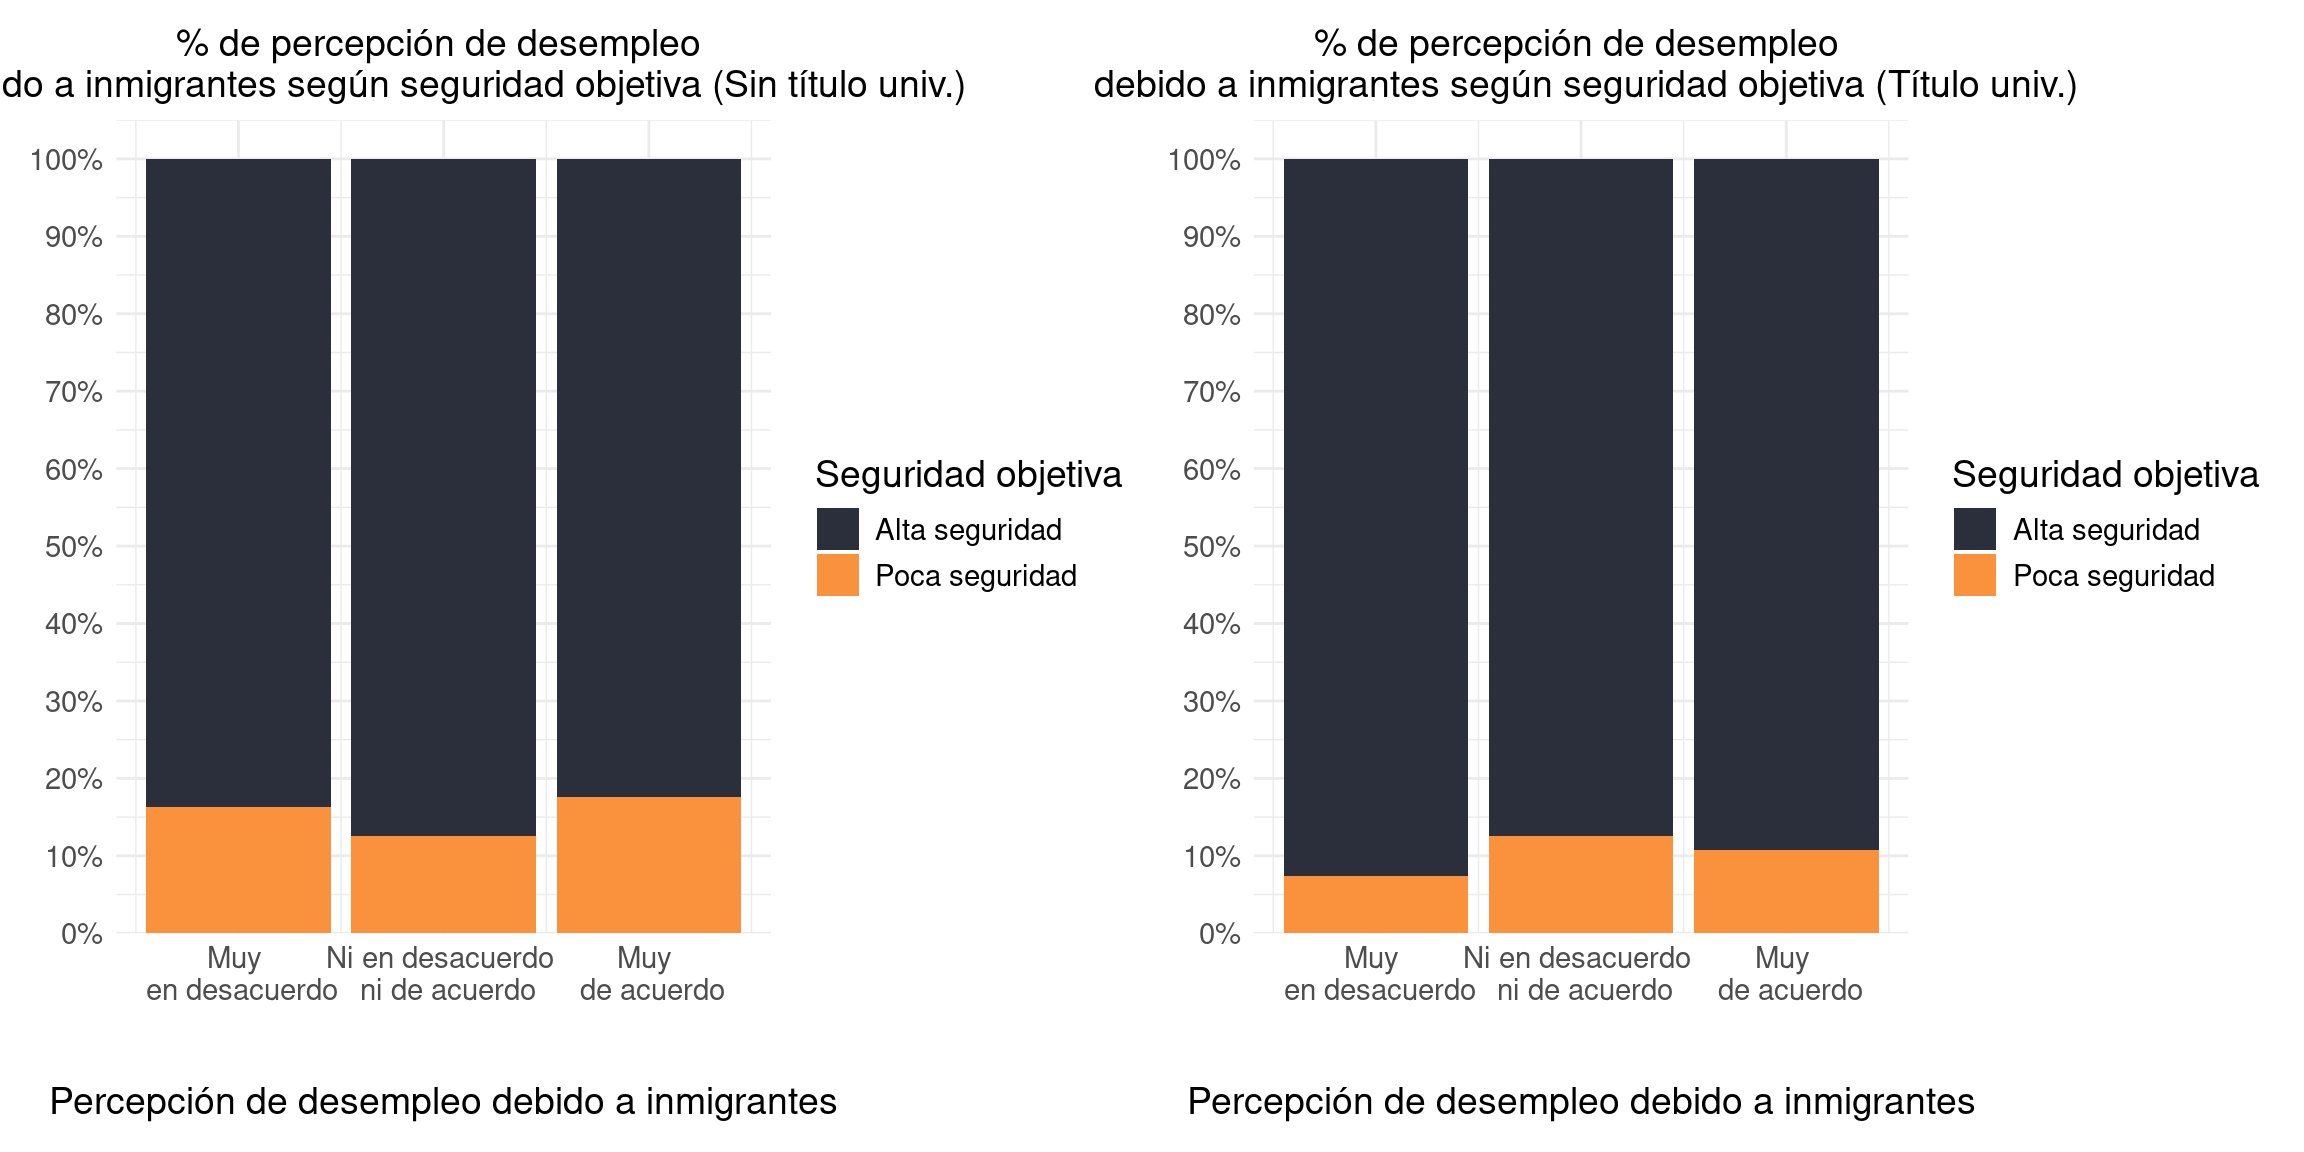 % de percepción de desempleo
do a inmigrantes según seguridad objetiva (Sin título univ.)
100%
90%
80%
70%
60%
50%
40%
30%
20%
10%
0%
Muy
en desacuerdo
Ni en desacuerdo
ni de acuerdo
Muy
de acuerdo
Percepción de desempleo debido a inmigrantes
Seguridad objetiva
Alta seguridad
Poca seguridad
% de percepción de desempleo
debido a inmigrantes según seguridad objetiva (Título univ.)
100%
90%
80%
70%
60%
50%
40%
30%
20%
10%
0%
Muy
en desacuerdo
Ni en desacuerdo
ni de acuerdo
Muy
de acuerdo
Percepción de desempleo debido a inmigrantes
Seguridad objetiva
Alta seguridad
Poca seguridad